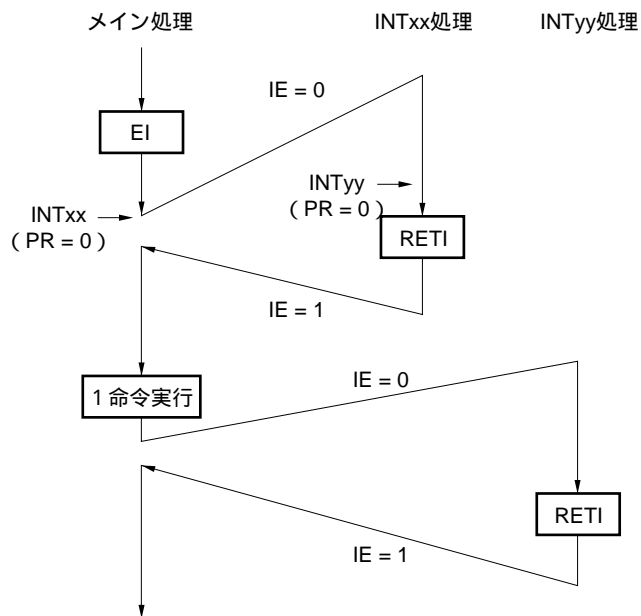 メイン処理 INTxx処理 INTyy処理
IE = 0
EI
INTyy
( PR = 0 )
INTxx
( PR = 0 )
RETI
IE = 1
IE = 0
1 命令実行
RETI
IE = 1